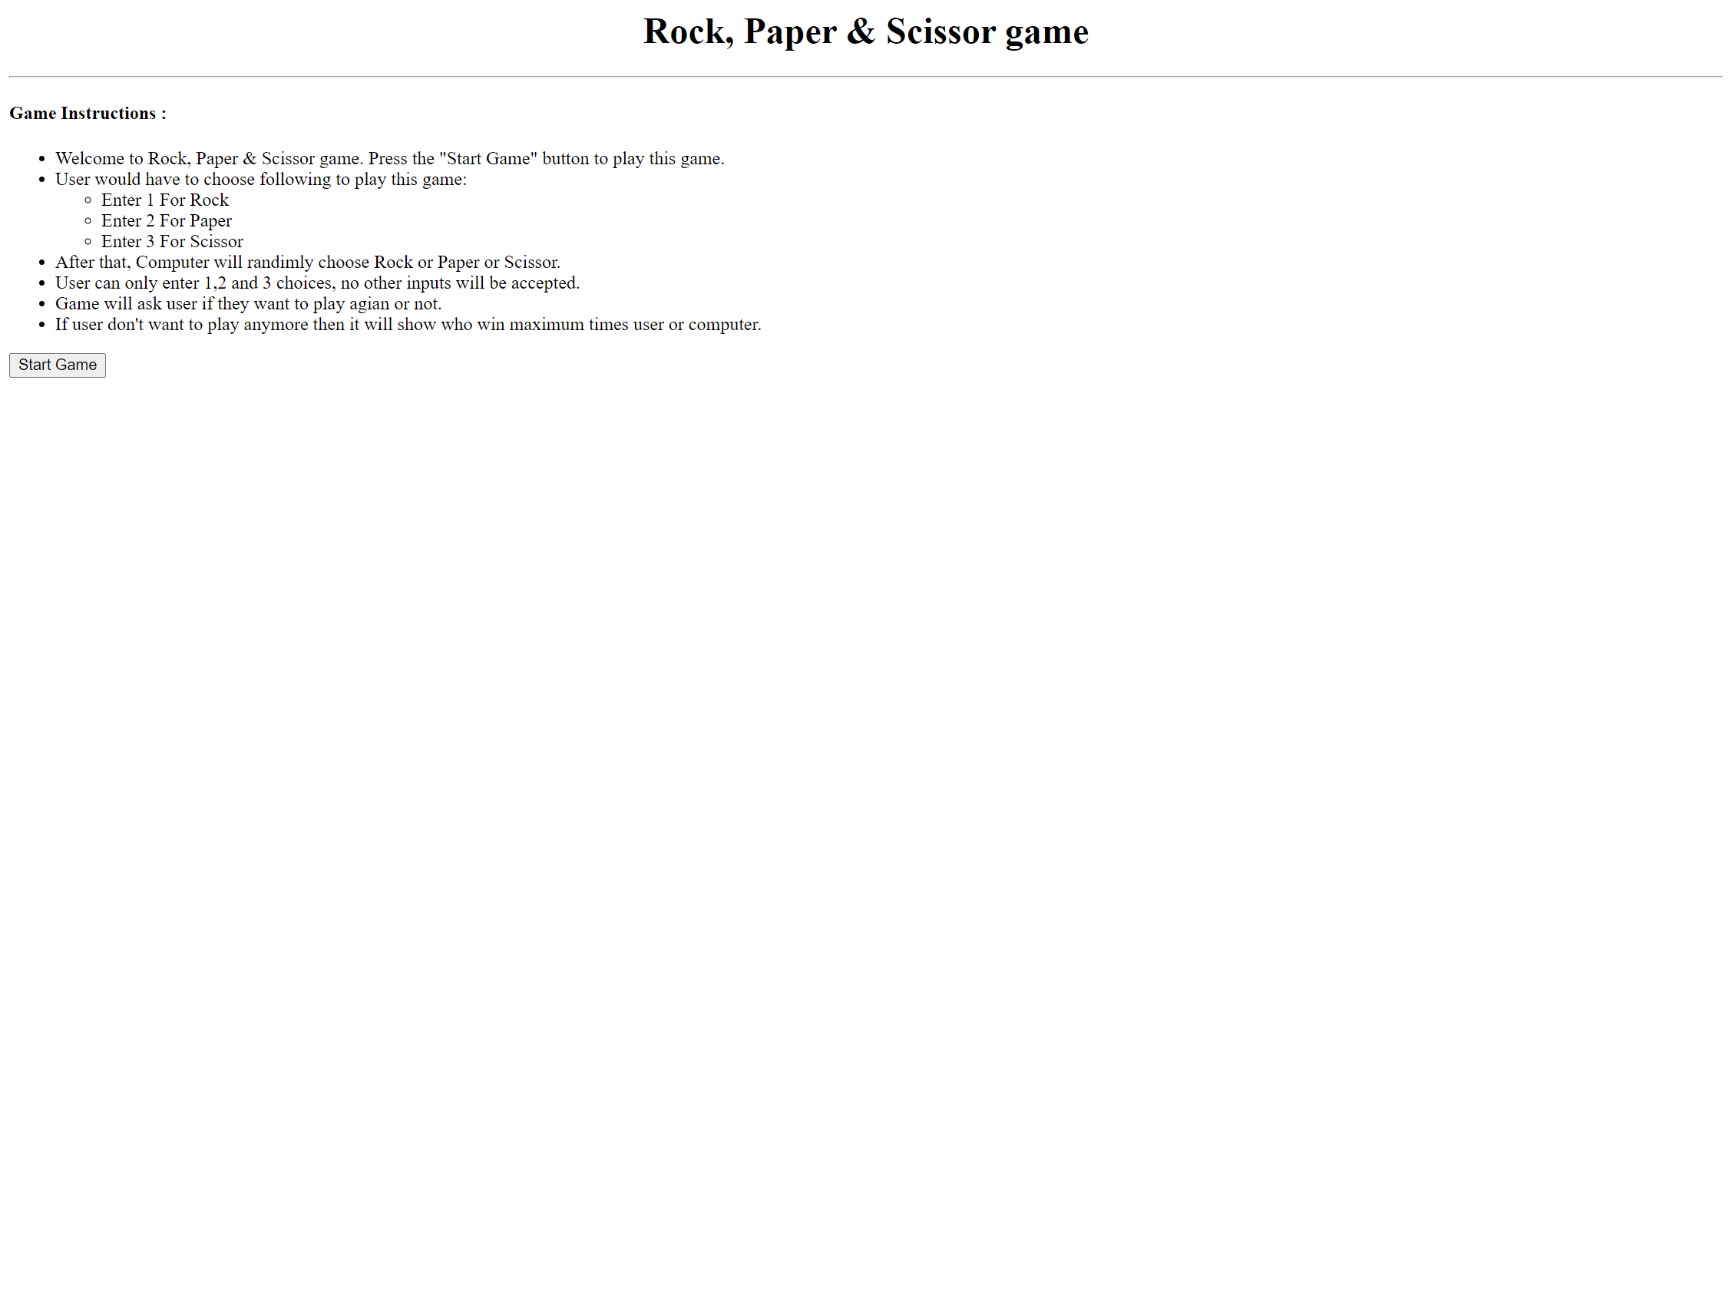 Rock, Paper & Scissor game
Game Instructions :
Welcome to Rock, Paper & Scissor game. Press the "Start Game" button to play this game.
User would have to choose following to play this game:
Enter 1 For Rock
Enter 2 For Paper
Enter 3 For Scissor
After that, Computer will randimly choose Rock or Paper or Scissor.
User can only enter 1,2 and 3 choices, no other inputs will be accepted.
Game will ask user if they want to play agian or not.
If user don't want to play anymore then it will show who win maximum times user or computer.
Start Game